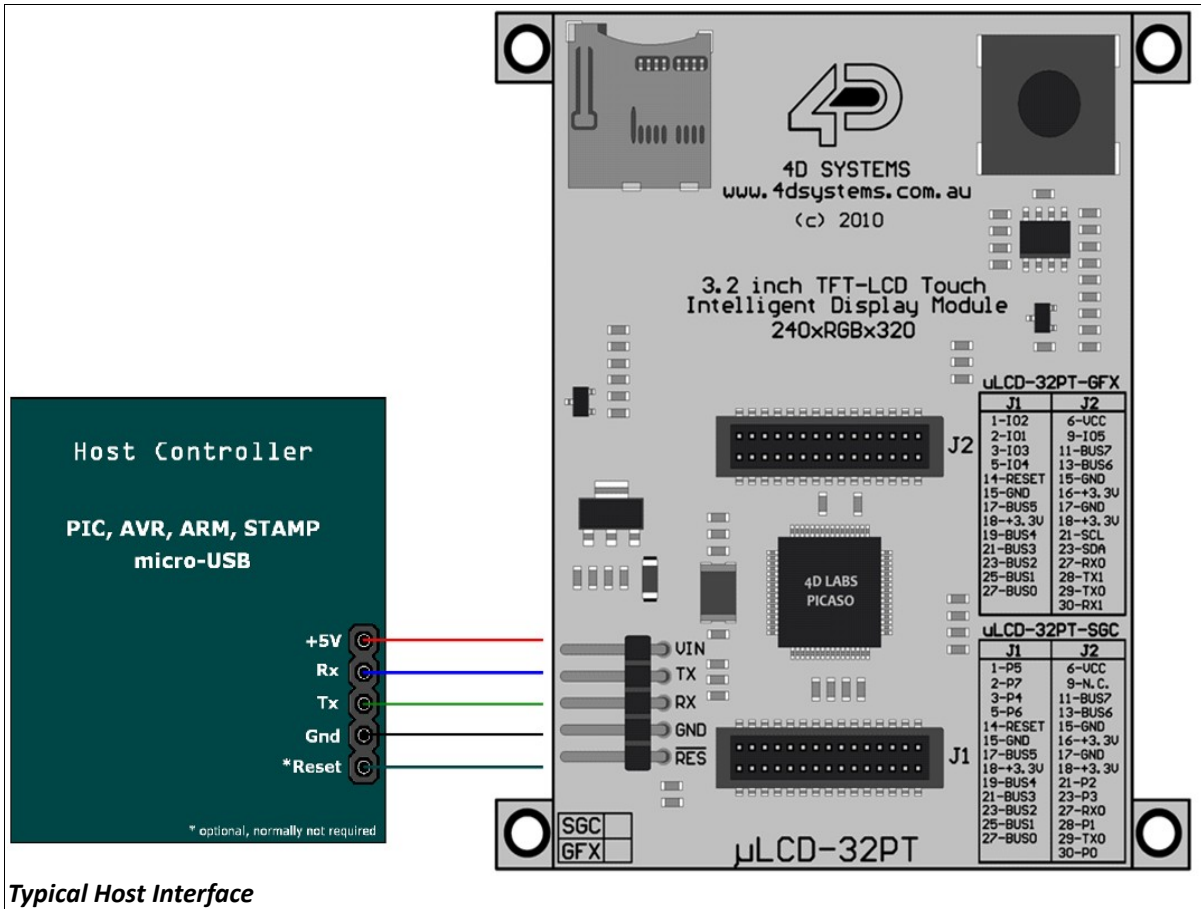 4D
4D SYSTEMS
www.4dsystems.com.au
(c) 2010
3.2 inch TFT-LCD Touch
Intelligent Display Module
240xRGBx320
Host Controller
PIC, AVR, ARM, STAMP
micro-USB
+5V
Rx
Tx
Gnd
*Reset
* optional, normally not required
J2
4D LABS
PICASO
VIN
TX
RX
GND
RES
J1
uLCD-32PT-GFX
J1 J2
1-IO2 6-VCC
2-IO1 9-IO5
3-IO3 11-BUS7
5-IO4 13-BUS6
14-RESET 15-GND
15-GND 16-+3.3V
17-BUS5 17-GND
18-+3.3V 18-+3.3V
19-BUS4 21-SCL
21-BUS3 23-SDA
23-BUS2 27-RX0
25-BUS1 28-TX1
27-BUS0 29-TX0
30-RX1
uLCD-32PT-SGC
J1 J2
1-P5 6-VCC
2-P7 9-N.C.
3-P4 11-BUS7
5-P6 13-BUS6
14-RESET 15-GND
15-GND 16-+3.3V
17-BUS5 17-GND
18-+3.3V 18-+3.3V
19-BUS4 21-P2
21-BUS3 23-P3
23-BUS2 27-RX0
25-BUS1 28-P1
27-BUS0 29-TX0
30-P0
SGC
GFX
µLCD-32PT
Typical Host Interface